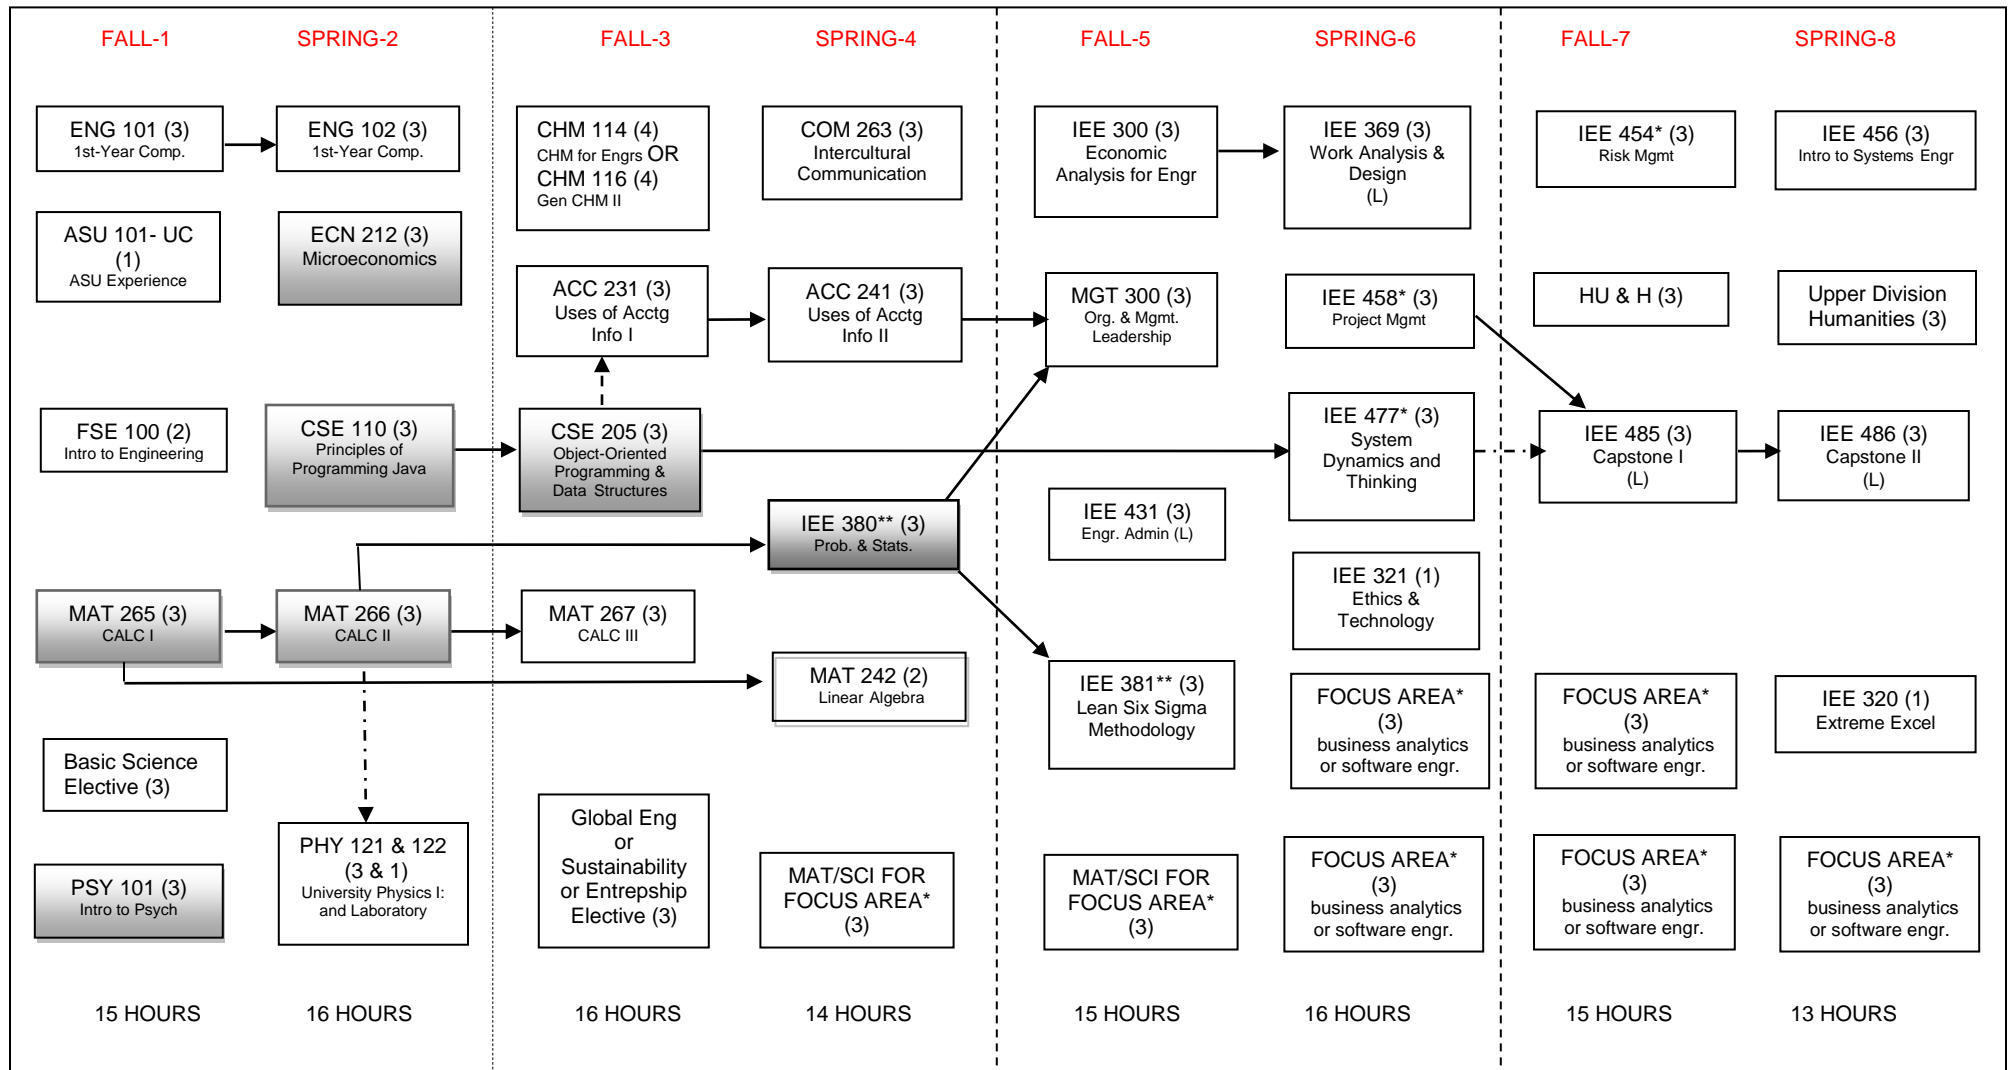 FALL-1
SPRING-2
FALL-3
SPRING-4
FALL-5
SPRING-6
FALL-7
SPRING-8
ENG 101 (3)
1st-Year Comp.
ASU 101- UC
(1)
ASU Experience
FSE 100 (2)
Intro to Engineering
MAT 265 (3)
CALC I
Basic Science
Elective (3)
PSY 101 (3)
Intro to Psych
15 HOURS
ENG 102 (3)
1st-Year Comp.
ECN 212 (3)
Microeconomics
CSE 110 (3)
Principles of
Programming Java
MAT 266 (3)
CALC II
PHY 121 & 122
(3 & 1)
University Physics I:
and Laboratory
16 HOURS
CHM 114 (4)
CHM for Engrs OR
CHM 116 (4)
Gen CHM II
ACC 231 (3)
Uses of Acctg
Info I
CSE 205 (3)
Object-Oriented
Programming &
Data Structures
MAT 267 (3)
CALC III
Global Eng
or
Sustainability
or Entrepship
Elective (3)
16 HOURS
COM 263 (3)
Intercultural
Communication
ACC 241 (3)
Uses of Acctg
Info II
IEE 380** (3)
Prob. & Stats.
MAT 242 (2)
Linear Algebra
MAT/SCI FOR
FOCUS AREA*
(3)
14 HOURS
IEE 300 (3)
Economic
Analysis for Engr
MGT 300 (3)
Org. & Mgmt.
Leadership
IEE 431 (3)
Engr. Admin (L)
IEE 381** (3)
Lean Six Sigma
Methodology
MAT/SCI FOR
FOCUS AREA*
(3)
15 HOURS
IEE 369 (3)
Work Analysis &
Design
(L)
IEE 458* (3)
Project Mgmt
IEE 477* (3)
System
Dynamics and
Thinking
IEE 321 (1)
Ethics &
Technology
FOCUS AREA*
(3)
business analytics
or software engr.
FOCUS AREA*
(3)
business analytics
or software engr.
16 HOURS
IEE 454* (3)
Risk Mgmt
HU & H (3)
IEE 485 (3)
Capstone I
(L)
FOCUS AREA*
(3)
business analytics
or software engr.
FOCUS AREA*
(3)
business analytics
or software engr.
15 HOURS
IEE 456 (3)
Intro to Systems Engr
Upper Division
Humanities (3)
IEE 486 (3)
Capstone II
(L)
IEE 320 (1)
Extreme Excel
FOCUS AREA*
(3)
business analytics
or software engr.
13 HOURS